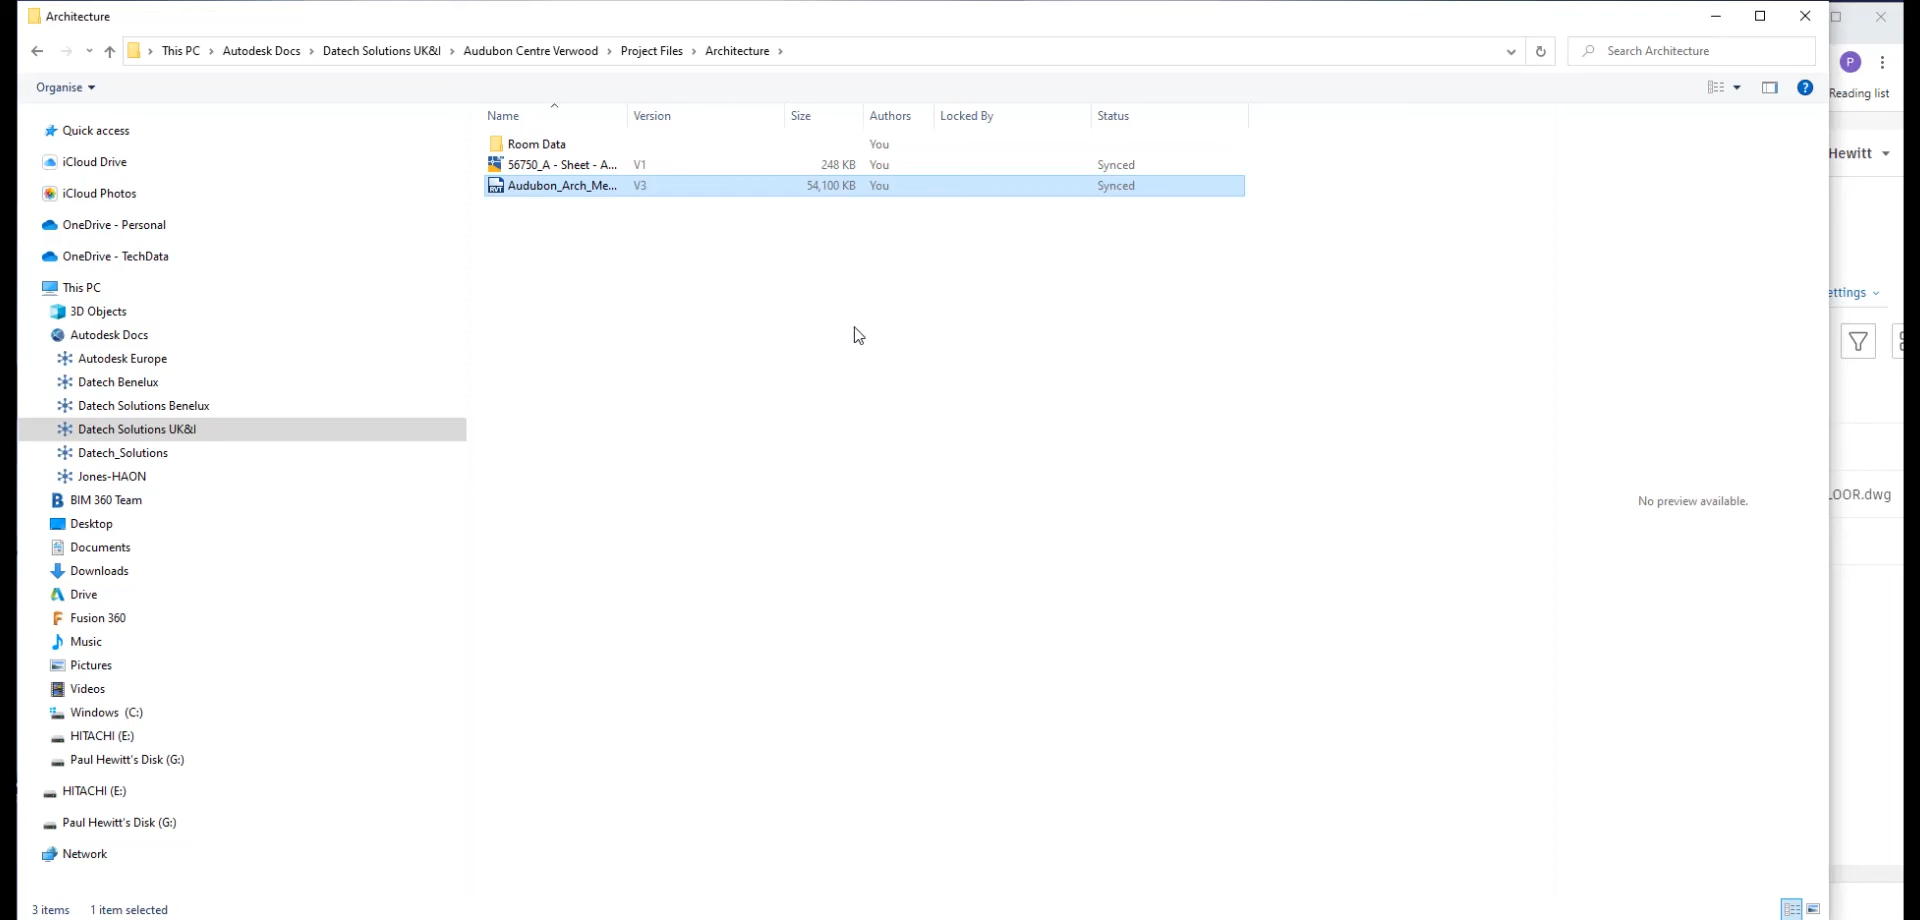 Architecture
This PC > Autodesk Docs > Datech Solutions UK&I > Audubon Centre Verwood > Project Files > Architecture >
Search Architecture
P
Organise
Reading list
Name Version Size Authors Locked By Status
Room Data You
56750_A - Sheet - A... V1 248 KB You Synced
Audubon_Arch_Me... V3 54,100 KB You Synced
Quick access
iCloud Drive
iCloud Photos
OneDrive - Personal
OneDrive - TechData
This PC
3D Objects
Autodesk Docs
Autodesk Europe
Datech Benelux
Datech Solutions Benelux
Datech Solutions UK&I
Datech_Solutions
Jones-HAON
BIM 360 Team
Desktop
Documents
Downloads
Drive
Fusion 360
Music
Pictures
Videos
Windows (C:)
HITACHI (E:)
Paul Hewitt's Disk (G:)
HITACHI (E:)
Paul Hewitt's Disk (G:)
Network
No preview available.
Hewitt
ettings
LOOR.dwg
3 items 1 item selected